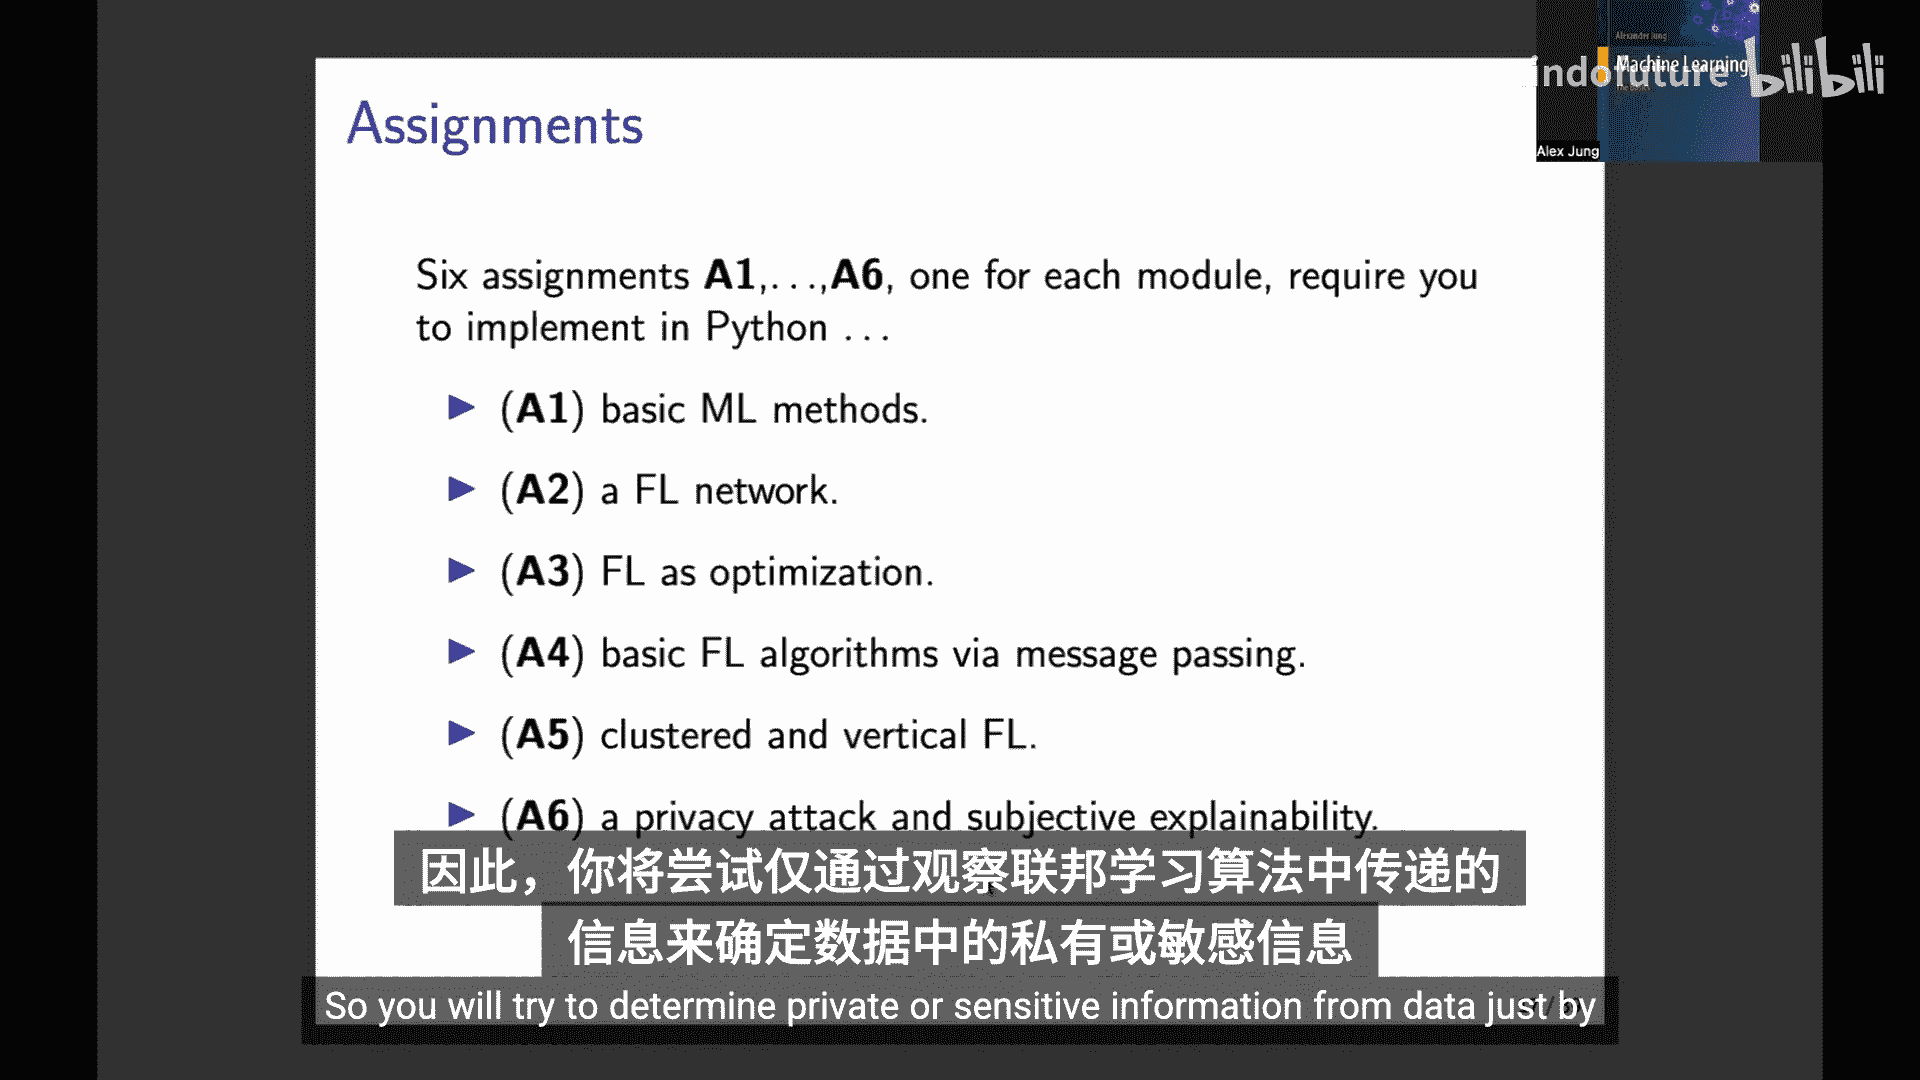 Alexander Jung
Machine Learning
indofuture bilibili
Alex Jung
Assignments
Six assignments A1,...,A6, one for each module, require you
to implement in Python ...
(A1) basic ML methods.
(A2) a FL network.
(A3) FL as optimization.
(A4) basic FL algorithms via message passing.
(A5) clustered and vertical FL.
(A6) a privacy attack and subjective explainability.
因此，你将尝试仅通过观察联邦学习算法中传递的
信息来确定数据中的私有或敏感信息
So you will try to determine private or sensitive information from data just by